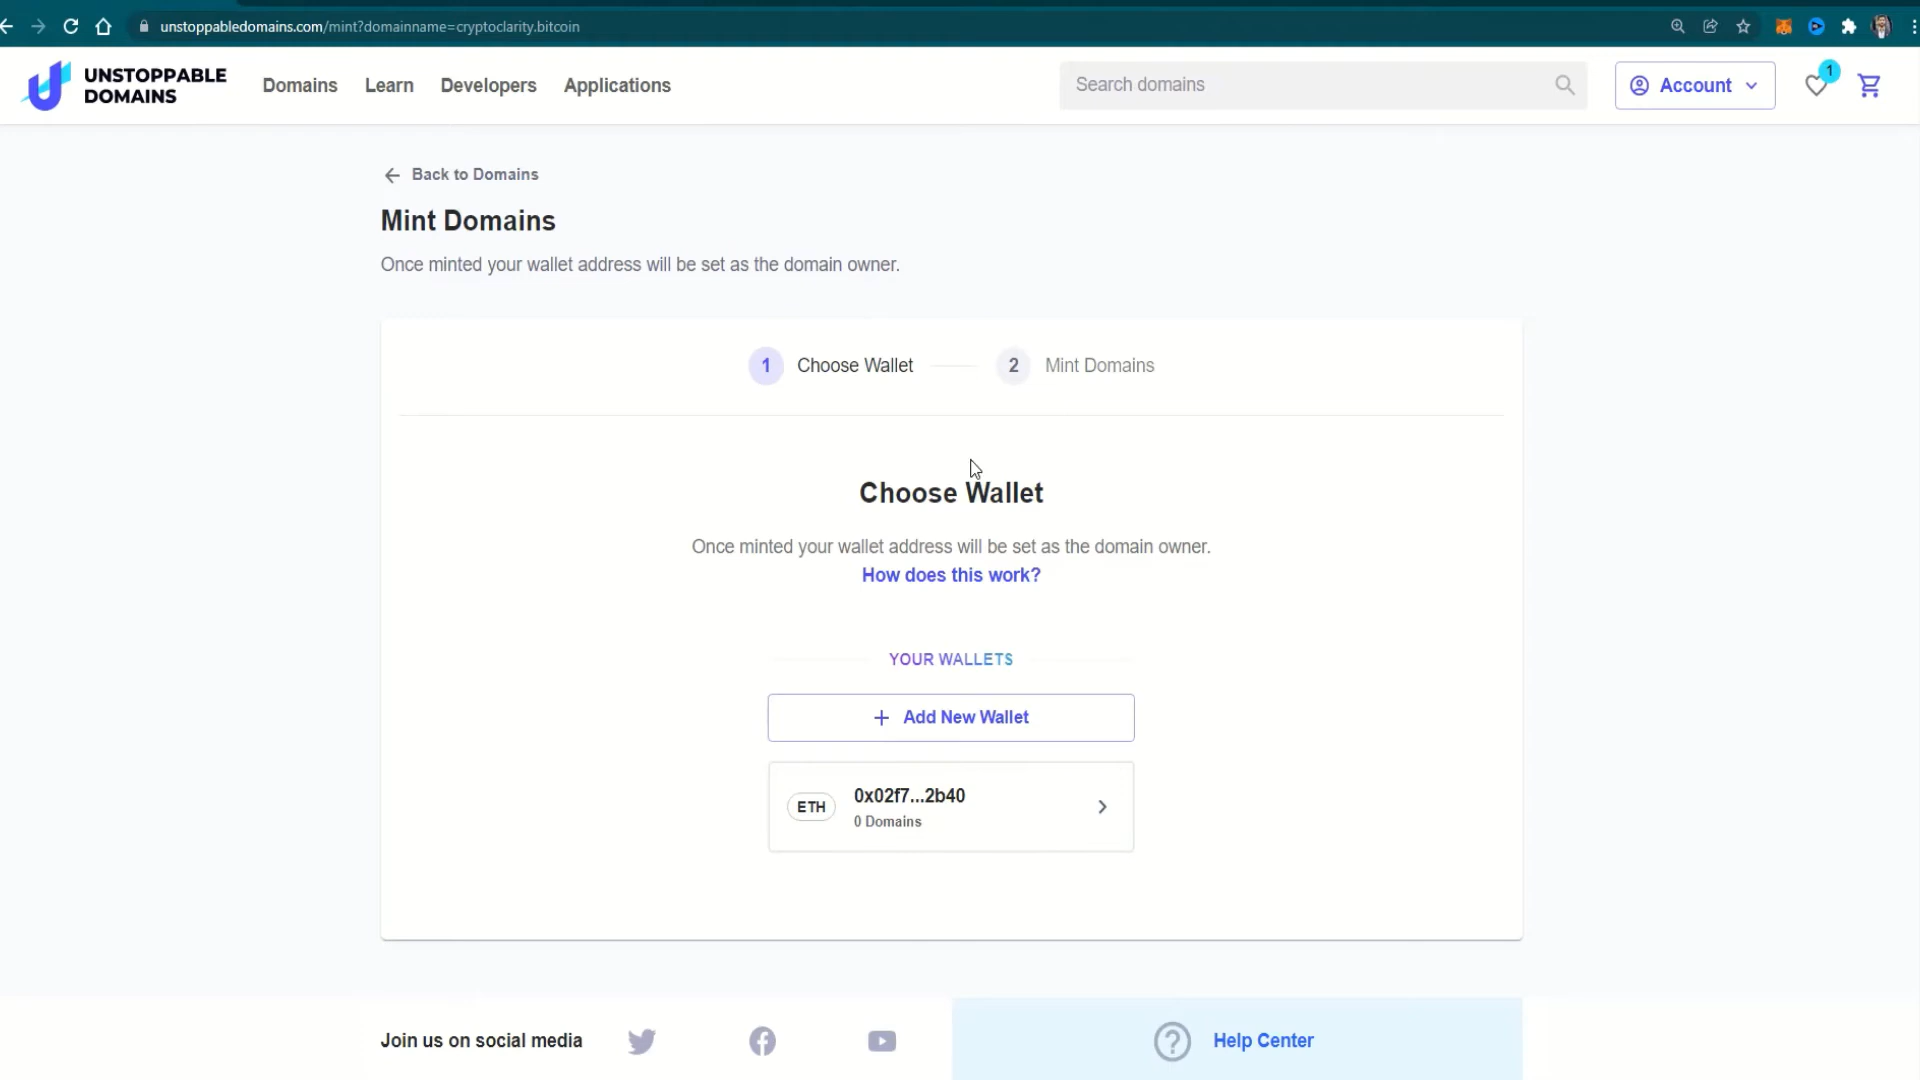 unstoppabledomains.com/mint?domainname=cryptoclarity.bitcoin
UNSTOPPABLE
DOMAINS
Domains
Learn
Developers
Applications
Search domains
Account
1
Back to Domains
Mint Domains
Once minted your wallet address will be set as the domain owner.
1 Choose Wallet
2 Mint Domains
Choose Wallet
Once minted your wallet address will be set as the domain owner.
How does this work?
YOUR WALLETS
+ Add New Wallet
ETH
0x02f7...2b40
0 Domains
Join us on social media
? Help Center